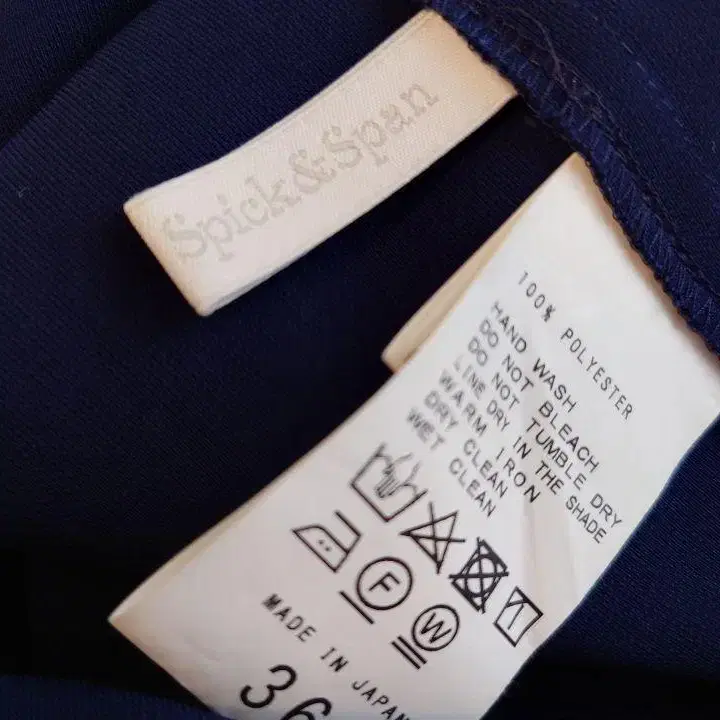 Spick&Span
100% POLYESTER
HAND WASH
DO NOT BLEACH
DO NOT TUMBLE DRY
LINE DRY IN THE SHADE
WARM IRON
DRY CLEAN
WET CLEAN
F
W
MADE IN JAPAN
36